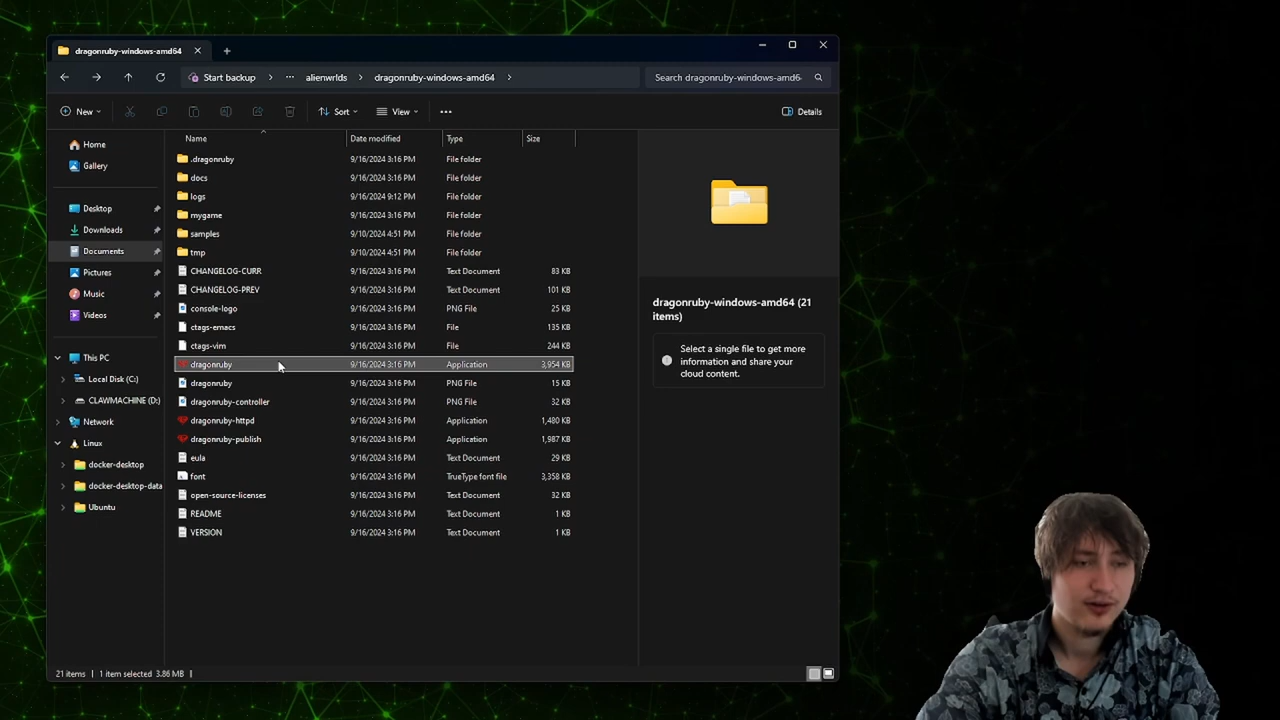 dragonruby-windows-amd64
Start backup > ... alienwrlds > dragonruby-windows-amd64 >
Search dragonruby-windows-amd6
New
Sort
View
Details
Home
Gallery
Desktop
Downloads
Documents
Pictures
Music
Videos
This PC
Local Disk (C:)
CLAWMACHINE (D:)
Network
Linux
docker-desktop
docker-desktop-data
Ubuntu
Name Date modified Type Size
.dragonruby 9/16/2024 3:16 PM File folder
docs 9/16/2024 3:16 PM File folder
logs 9/16/2024 9:12 PM File folder
mygame 9/16/2024 3:16 PM File folder
samples 9/10/2024 4:51 PM File folder
tmp 9/10/2024 4:51 PM File folder
CHANGELOG-CURR 9/16/2024 3:16 PM Text Document 83 KB
CHANGELOG-PREV 9/16/2024 3:16 PM Text Document 101 KB
console-logo 9/16/2024 3:16 PM PNG File 25 KB
ctags-emacs 9/16/2024 3:16 PM File 135 KB
ctags-vim 9/16/2024 3:16 PM File 244 KB
dragonruby 9/16/2024 3:16 PM Application 3,954 KB
dragonruby 9/16/2024 3:16 PM PNG File 15 KB
dragonruby-controller 9/16/2024 3:16 PM PNG File 32 KB
dragonruby-httpd 9/16/2024 3:16 PM Application 1,480 KB
dragonruby-publish 9/16/2024 3:16 PM Application 1,987 KB
eula 9/16/2024 3:16 PM Text Document 29 KB
font 9/16/2024 3:16 PM TrueType font file 3,358 KB
open-source-licenses 9/16/2024 3:16 PM Text Document 32 KB
README 9/16/2024 3:16 PM Text Document 1 KB
VERSION 9/16/2024 3:16 PM Text Document 1 KB
dragonruby-windows-amd64 (21
items)
Select a single file to get more
information and share your
cloud content.
21 items | 1 item selected 3.86 MB |